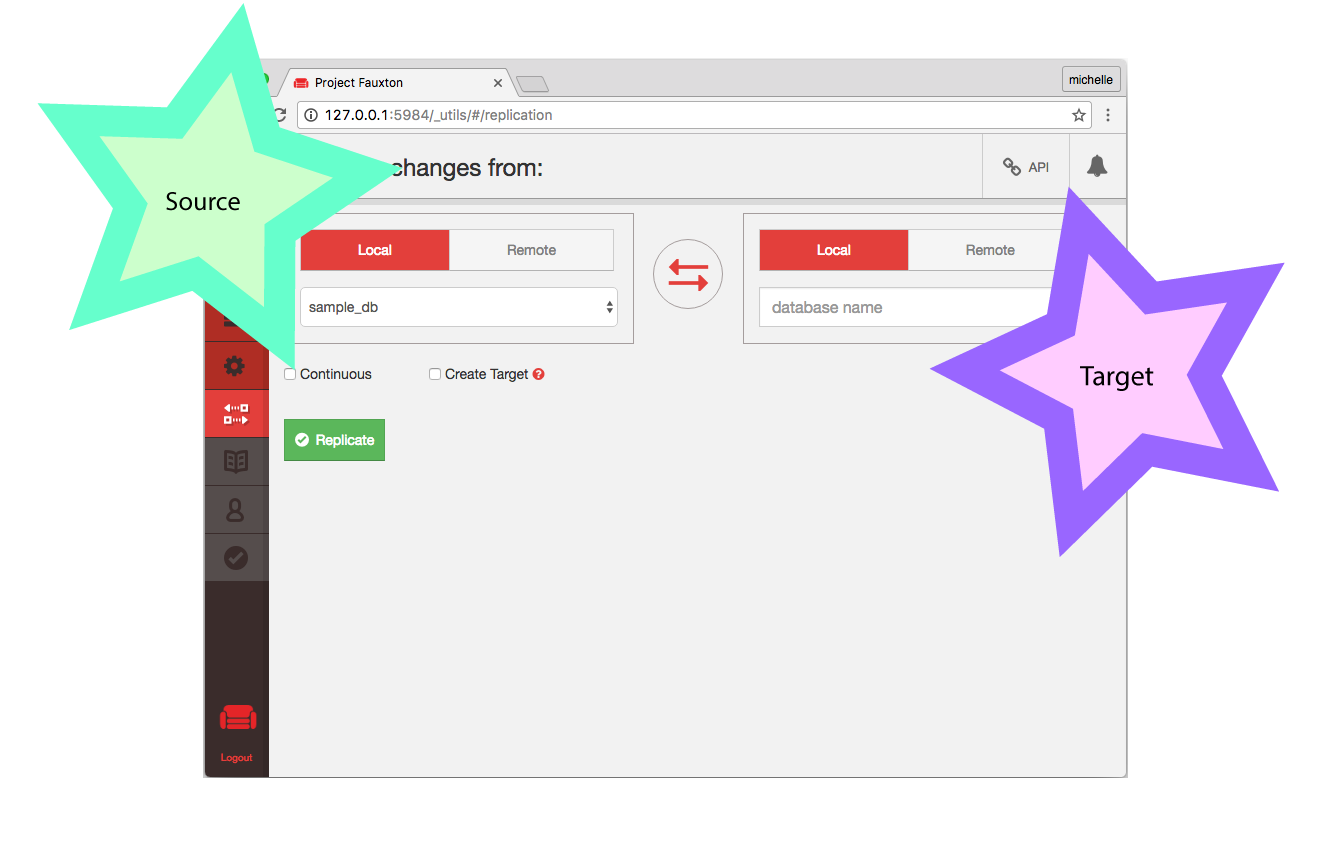 Project Fauxton
michelle
127.0.0.1:5984/_utils/#/replication
changes from:
API
Source
Local Remote
Local Remote
sample_db
database name
Target
Continuous
Create Target ?
Replicate
Logout